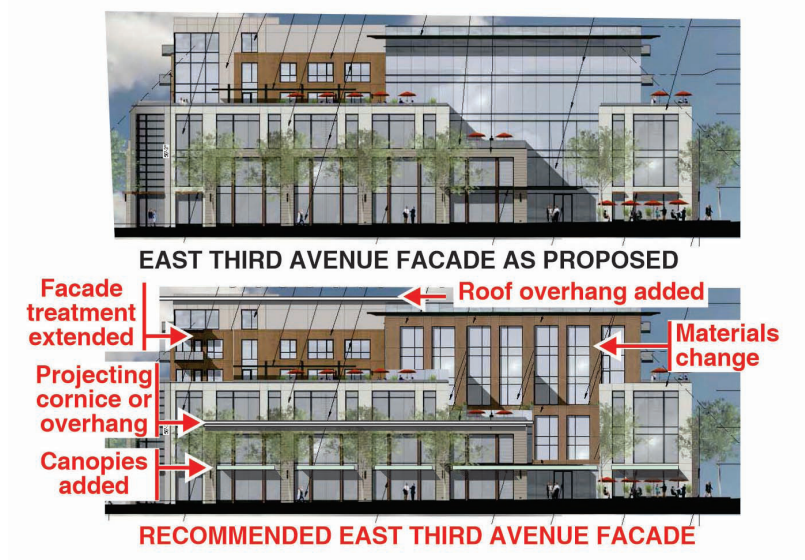 EAST THIRD AVENUE FACADE AS PROPOSED
Facade
treatment
extended
Roof overhang added
Materials
change
Projecting
cornice or
overhang
Canopies
added
RECOMMENDED EAST THIRD AVENUE FACADE